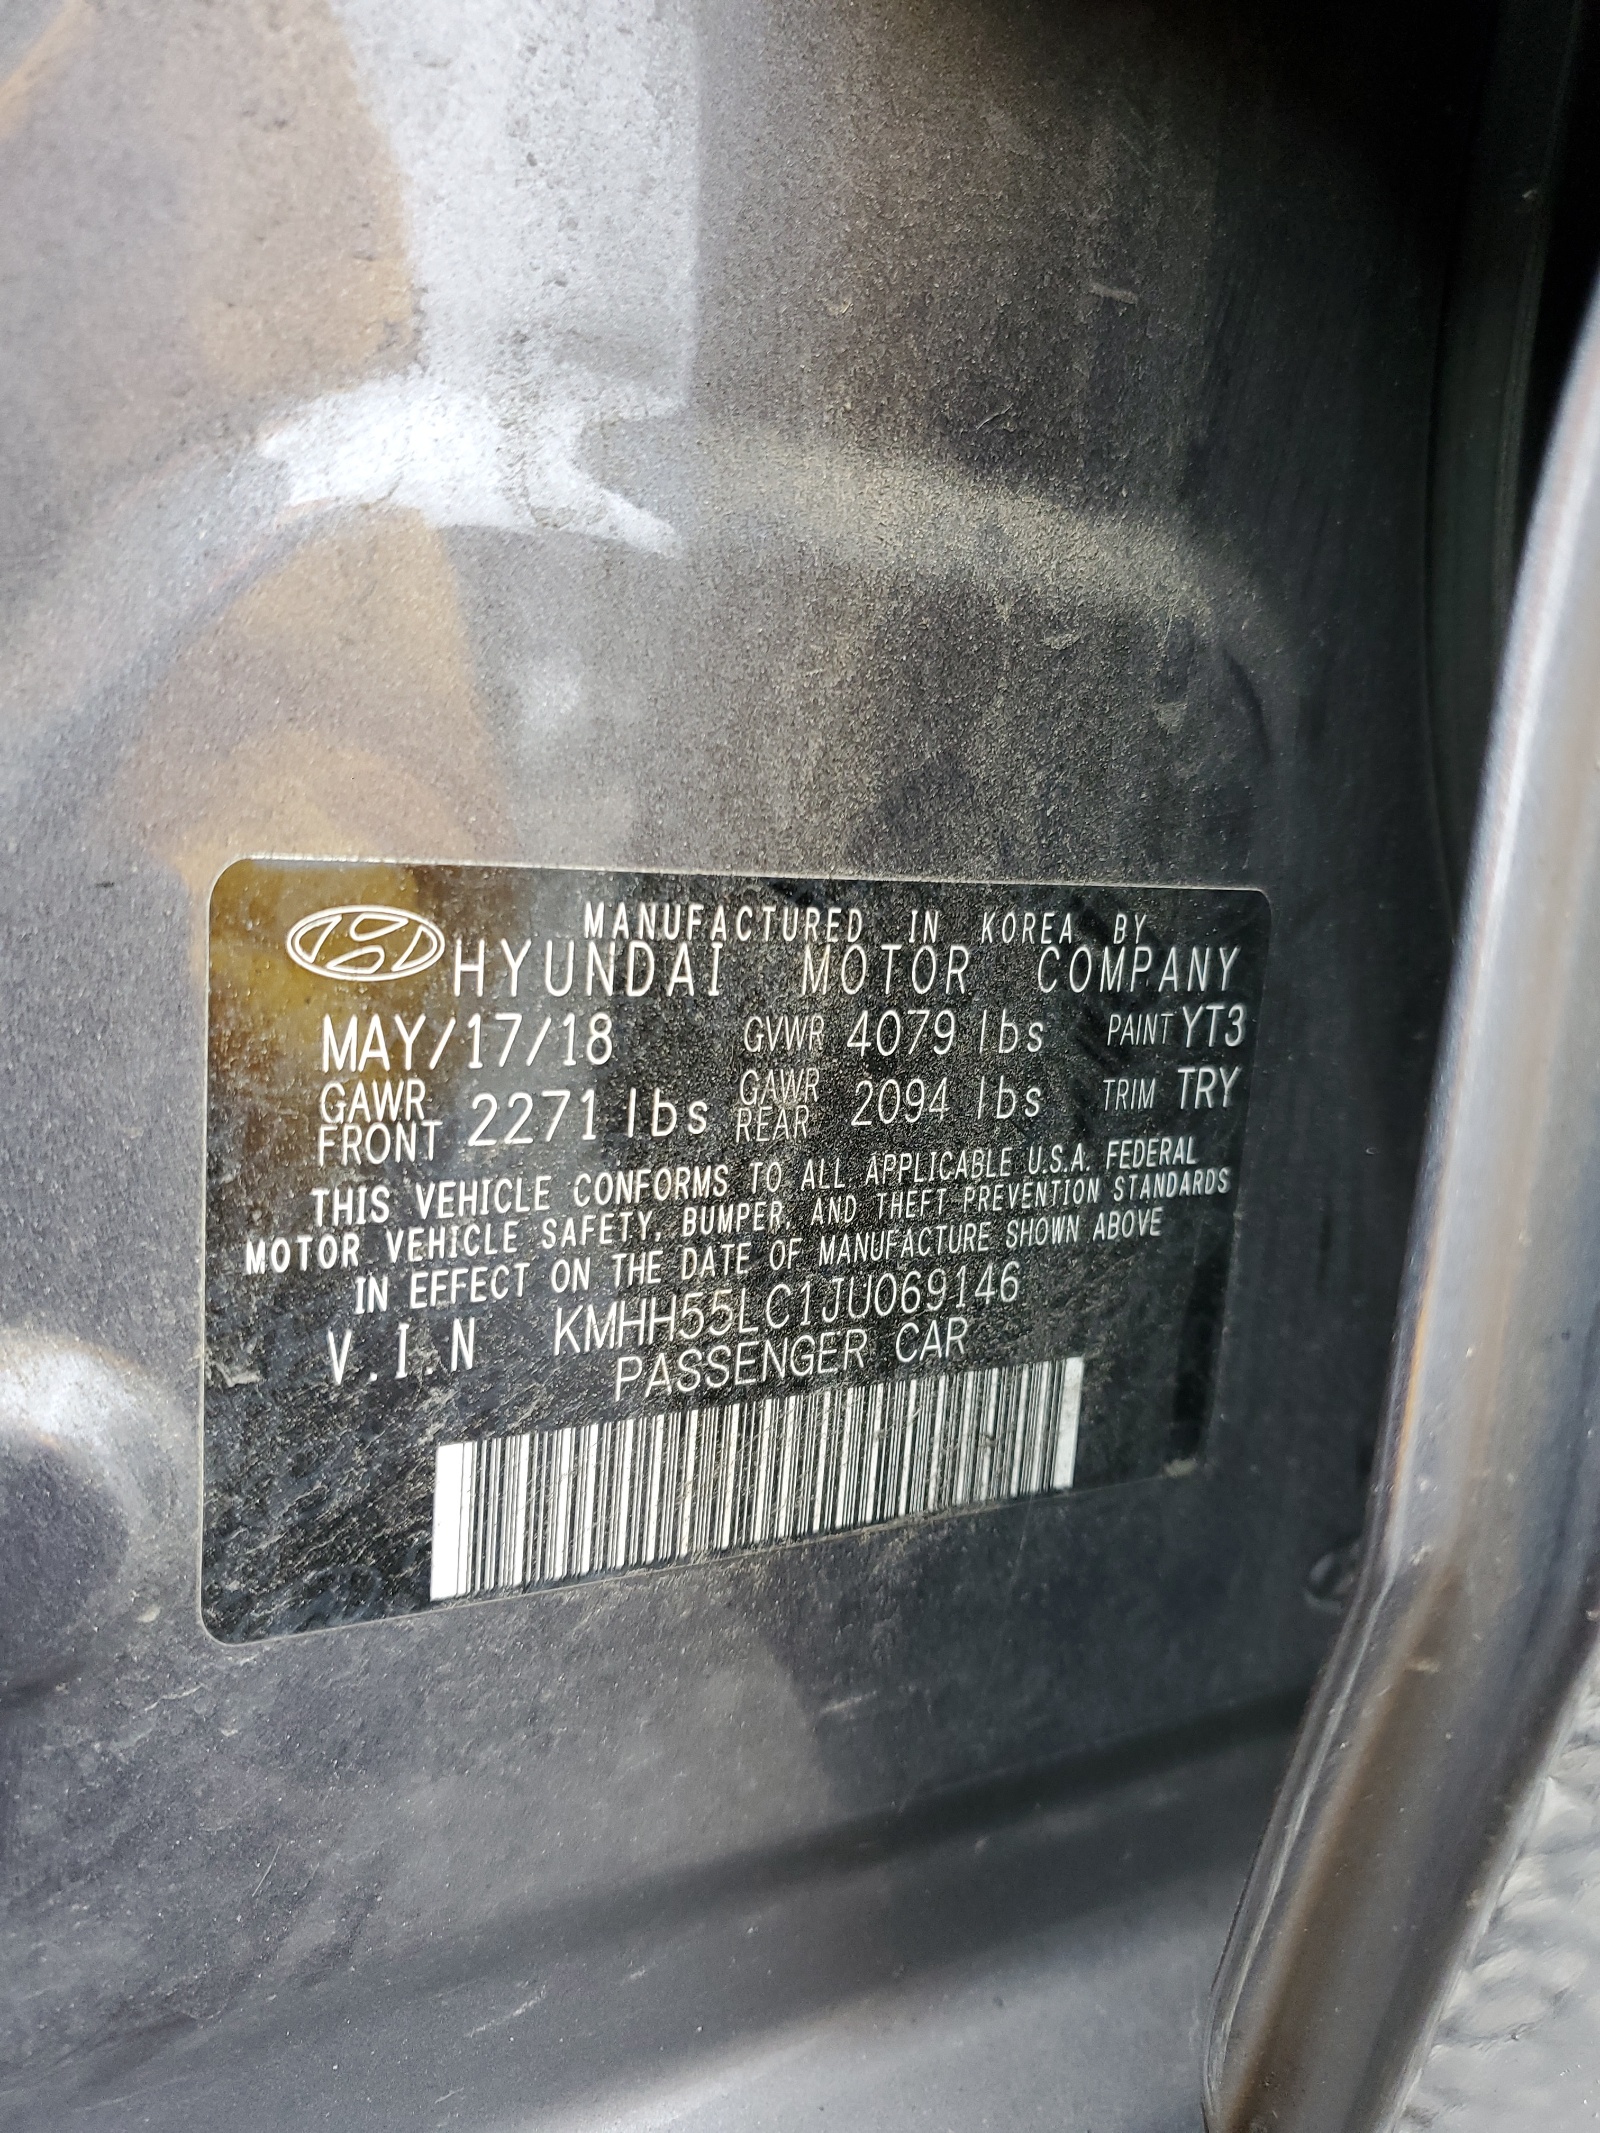 MANUFACTURED IN KOREA BY
HYUNDAI MOTOR COMPANY
MAY/17/18 GVWR 4079 lbs PAINT YT3
GAWR FRONT 2271 lbs GAWR REAR 2094 lbs TRIM TRY
THIS VEHICLE CONFORMS TO ALL APPLICABLE U.S.A. FEDERAL
MOTOR VEHICLE SAFETY, BUMPER, AND THEFT PREVENTION STANDARDS
IN EFFECT ON THE DATE OF MANUFACTURE SHOWN ABOVE
V.I.N KMHH55LC1JU069146
PASSENGER CAR